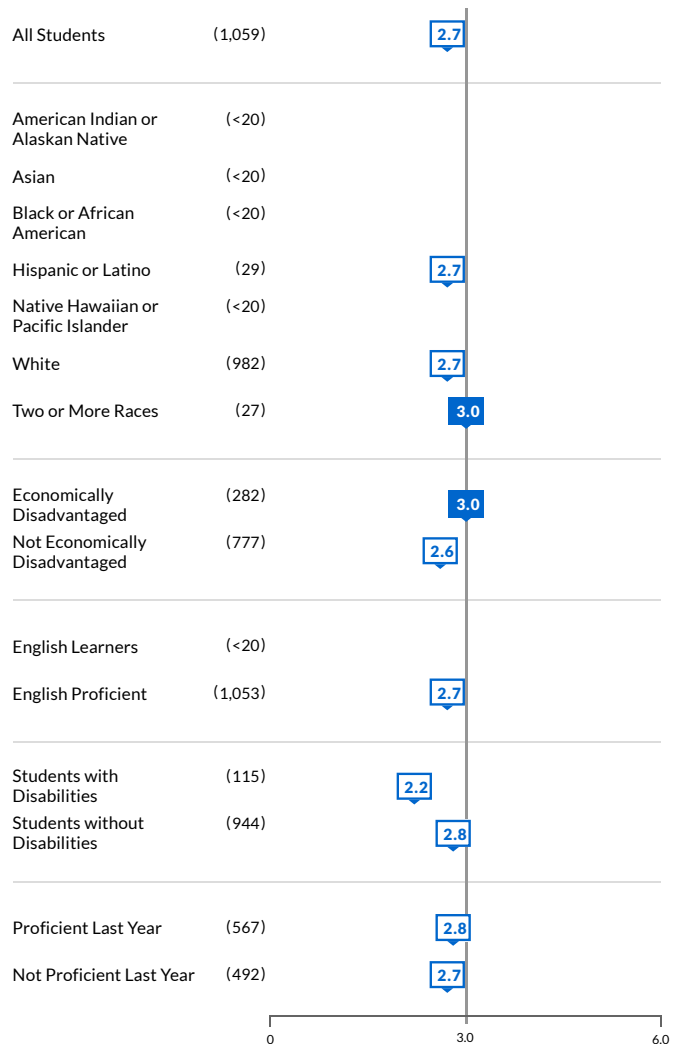 All Students (1,059) 2.7
American Indian or (<20)
Alaskan Native
Asian (<20)
Black or African (<20)
American
Hispanic or Latino (29) 2.7
Native Hawaiian or (<20)
Pacific Islander
White (982) 2.7
Two or More Races (27) 3.0
Economically (282) 3.0
Disadvantaged
Not Economically (777) 2.6
Disadvantaged
English Learners (<20)
English Proficient (1,053) 2.7
Students with (115) 2.2
Disabilities
Students without (944) 2.8
Disabilities
Proficient Last Year (567) 2.8
Not Proficient Last Year (492) 2.7
0 3.0 6.0